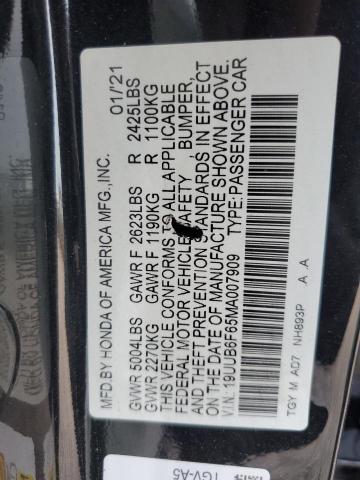 MFD BY HONDA OF AMERICA MFG.,INC. 01/'21
GVWR 5004LBS GAWR F 2623LBS R 2425LBS
GVWR 2270KG GAWR F 1190KG R 1100KG
THIS VEHICLE CONFORMS TO ALL APPLICABLE
FEDERAL MOTOR VEHICLE SAFETY , BUMPER,
AND THEFT PREVENTION STANDARDS IN EFFECT
ON THE DATE OF MANUFACTURE SHOWN ABOVE.
VIN: 19UUB6F65MA007909 TYPE:PASSENGER CAR
TGY M AD7 NH893P A . A
TGV-A5